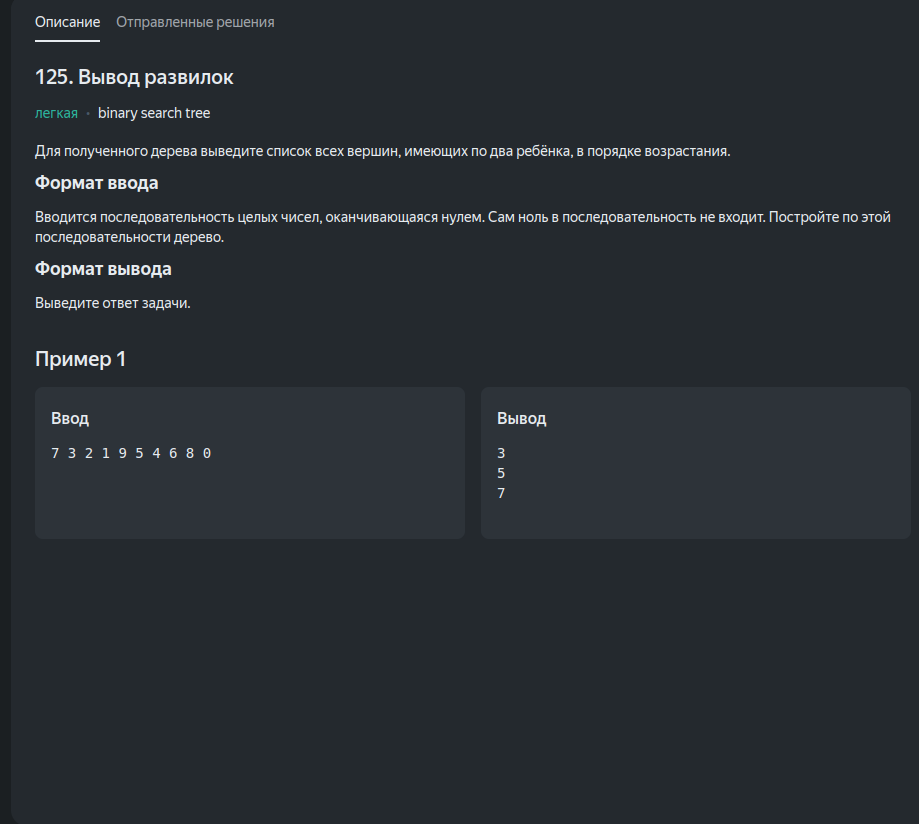 Описание Отправленные решения
125. Вывод развилок
легкая · binary search tree
Для полученного дерева выведите список всех вершин, имеющих по два ребёнка, в порядке возрастания.
Формат ввода
Вводится последовательность целых чисел, оканчивающаяся нулем. Сам ноль в последовательность не входит. Постройте по этой
последовательности дерево.
Формат вывода
Выведите ответ задачи.
Пример 1
Ввод
7 3 2 1 9 5 4 6 8 0
Вывод
3
5
7